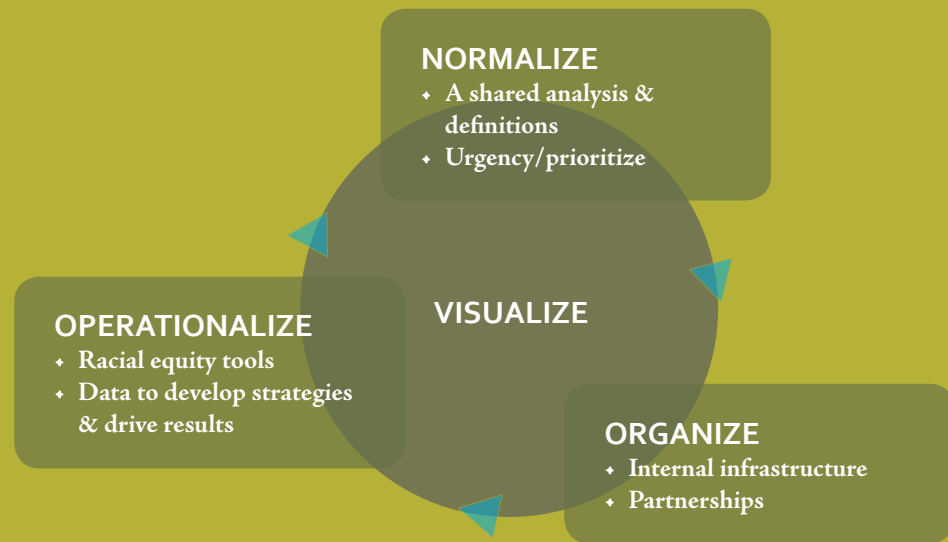 NORMALIZE
✦ A shared analysis &
definitions
✦ Urgency/prioritize
VISUALIZE
OPERATIONALIZE
✦ Racial equity tools
✦ Data to develop strategies
& drive results
ORGANIZE
✦ Internal infrastructure
✦ Partnerships